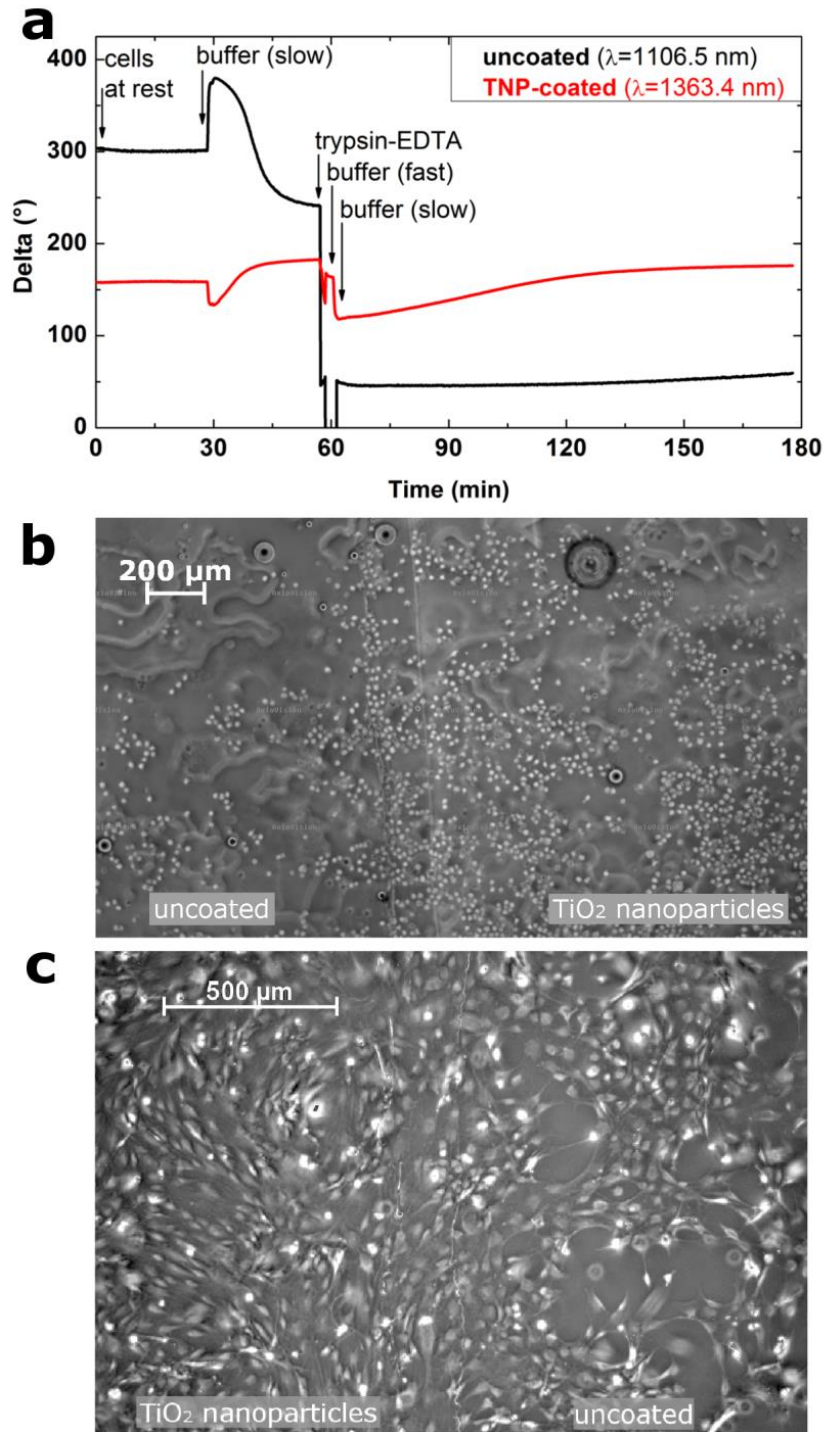 a
400
300
200
100
0
Delta (°)
cells
at rest
buffer (slow)
uncoated (λ=1106.5 nm)
TNP-coated (λ=1363.4 nm)
trypsin-EDTA
buffer (fast)
buffer (slow)
0 30 60 90 120 150 180
Time (min)
b
200 µm
AxioVision
uncoated
TiO₂ nanoparticles
c
500 µm
TiO₂ nanoparticles
uncoated